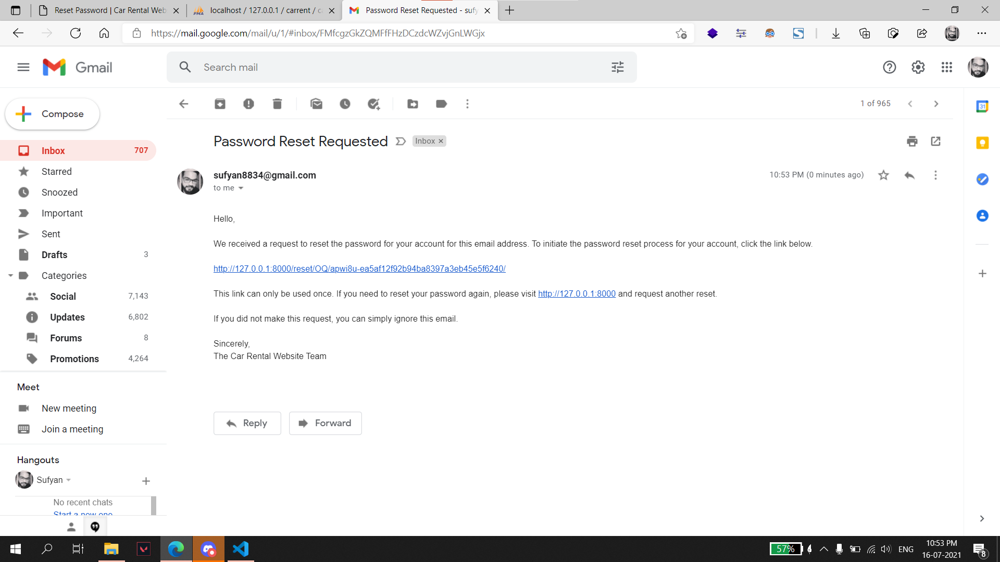 Reset Password | Car Rental Web
localhost / 127.0.0.1 / carrent / ca
Password Reset Requested - sufy
https://mail.google.com/mail/u/1/#inbox/FMfcgzGkZQMFfFHzDCzdcWZvjGnLWGjx
Gmail
Search mail
Compose
1 of 965
Inbox 707
Starred
Snoozed
Important
Sent
Drafts 3
Categories
Social 7,143
Updates 6,802
Forums 8
Promotions 4,264
Meet
New meeting
Join a meeting
Hangouts
Sufyan
No recent chats
Start a new one
Password Reset Requested
Inbox
sufyan8834@gmail.com
to me
10:53 PM (0 minutes ago)
Hello,
We received a request to reset the password for your account for this email address. To initiate the password reset process for your account, click the link below.
http://127.0.0.1:8000/reset/OQ/apwi8u-ea5af12f92b94ba8397a3eb45e5f6240/
This link can only be used once. If you need to reset your password again, please visit http://127.0.0.1:8000 and request another reset.
If you did not make this request, you can simply ignore this email.
Sincerely,
The Car Rental Website Team
Reply
Forward
31
57%
ENG
10:53 PM
16-07-2021
8